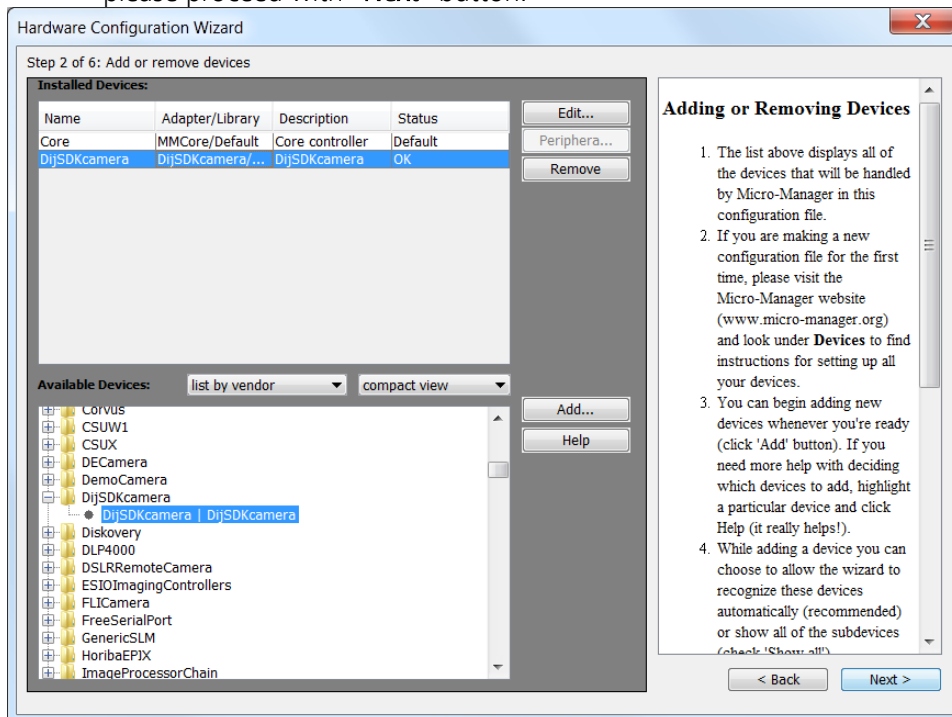 please proceed with "Next" button.
Hardware Configuration Wizard
Step 2 of 6: Add or remove devices
Installed Devices:
Name Adapter/Library Description Status
Core MMCore/Default Core controller Default
DijSDKcamera DijSDKcamera/... DijSDKcamera OK
Edit...
Periphera...
Remove
Available Devices: list by vendor compact view
Corvus
CSUW1
CSUX
DECamera
DemoCamera
DijSDKcamera
DijSDKcamera | DijSDKcamera
Diskovery
DLP4000
DSLRRemoteCamera
ESIOImagingControllers
FLICamera
FreeSerialPort
GenericSLM
HoribaEPIX
ImageProcessorChain
Add...
Help
Adding or Removing Devices
1. The list above displays all of
the devices that will be handled
by Micro-Manager in this
configuration file.
2. If you are making a new
configuration file for the first
time, please visit the
Micro-Manager website
(www.micro-manager.org)
and look under Devices to find
instructions for setting up all
your devices.
3. You can begin adding new
devices whenever you're ready
(click 'Add' button). If you
need more help with deciding
which devices to add, highlight
a particular device and click
Help (it really helps!).
4. While adding a device you can
choose to allow the wizard to
recognize these devices
automatically (recommended)
or show all of the subdevices
(check 'Show all')
< Back Next >